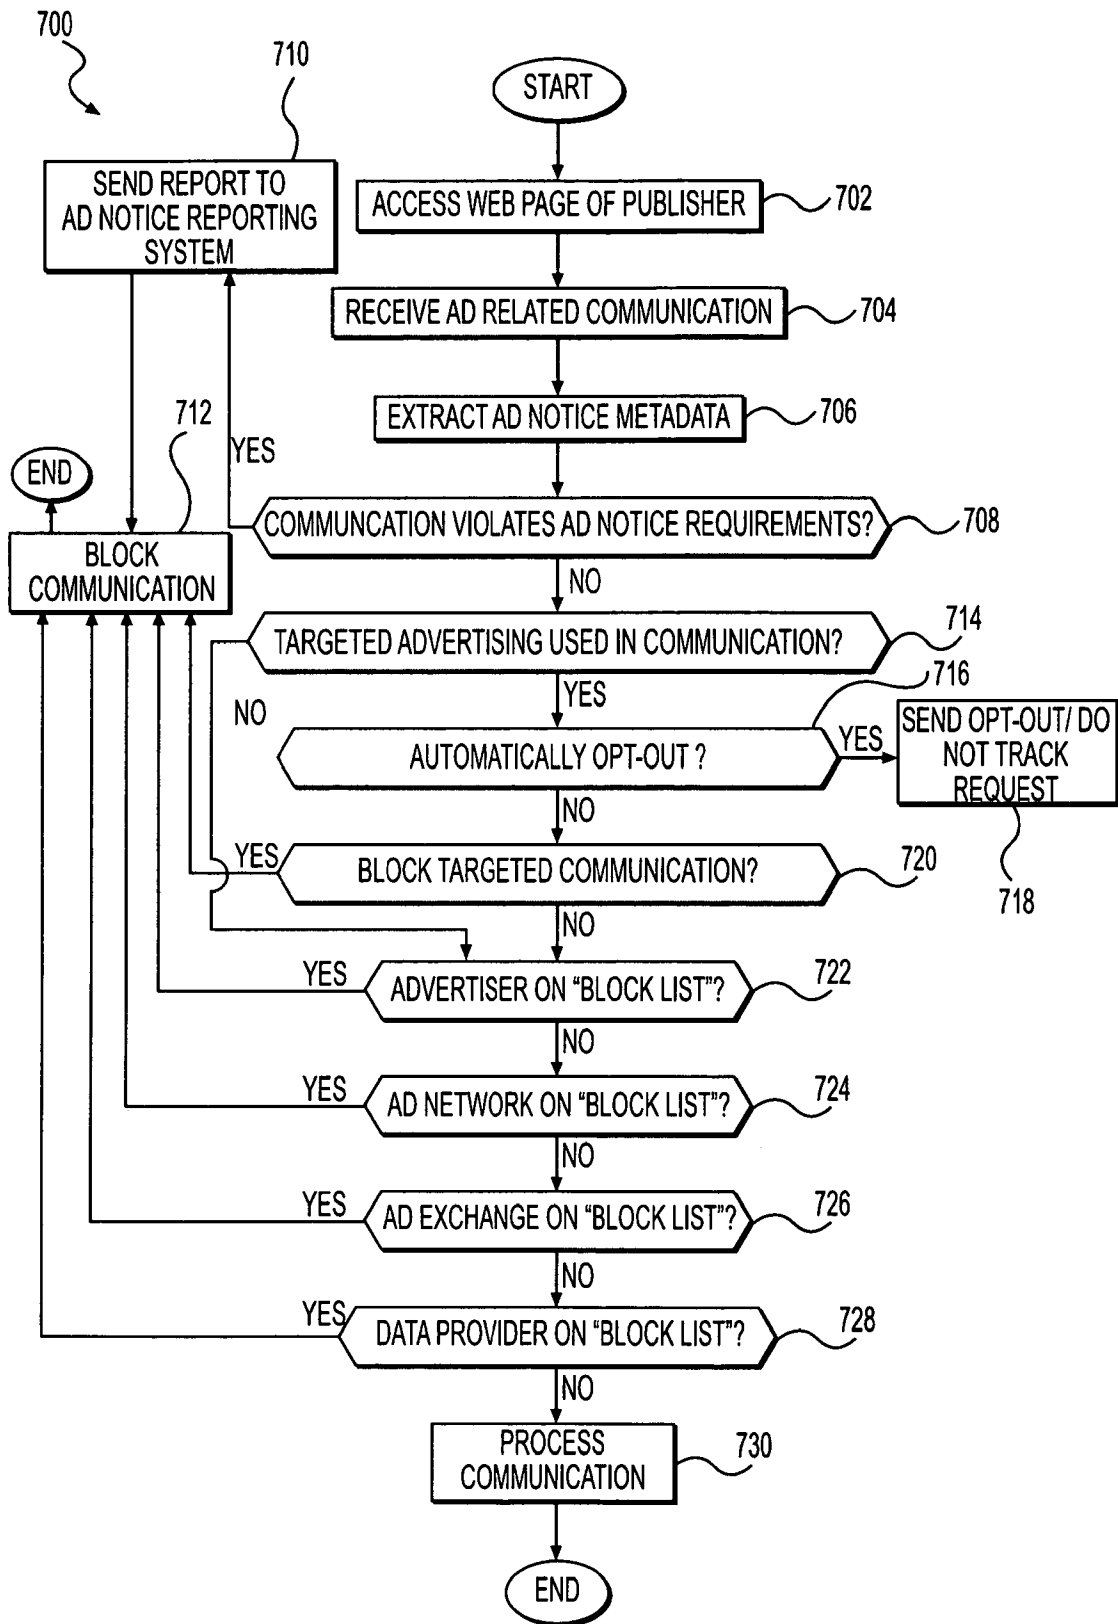 700
710
START
SEND REPORT TO
AD NOTICE REPORTING
SYSTEM
ACCESS WEB PAGE OF PUBLISHER
702
RECEIVE AD RELATED COMMUNICATION
704
EXTRACT AD NOTICE METADATA
706
712
YES
END
COMMUNCATION VIOLATES AD NOTICE REQUIREMENTS?
708
BLOCK
COMMUNICATION
NO
TARGETED ADVERTISING USED IN COMMUNICATION?
714
YES
716
NO
AUTOMATICALLY OPT-OUT ?
YES
SEND OPT-OUT/ DO
NOT TRACK
REQUEST
718
NO
YES
BLOCK TARGETED COMMUNICATION?
720
NO
YES
ADVERTISER ON “BLOCK LIST”?
722
NO
YES
AD NETWORK ON “BLOCK LIST”?
724
NO
YES
AD EXCHANGE ON “BLOCK LIST”?
726
NO
YES
DATA PROVIDER ON “BLOCK LIST”?
728
NO
PROCESS
COMMUNICATION
730
END